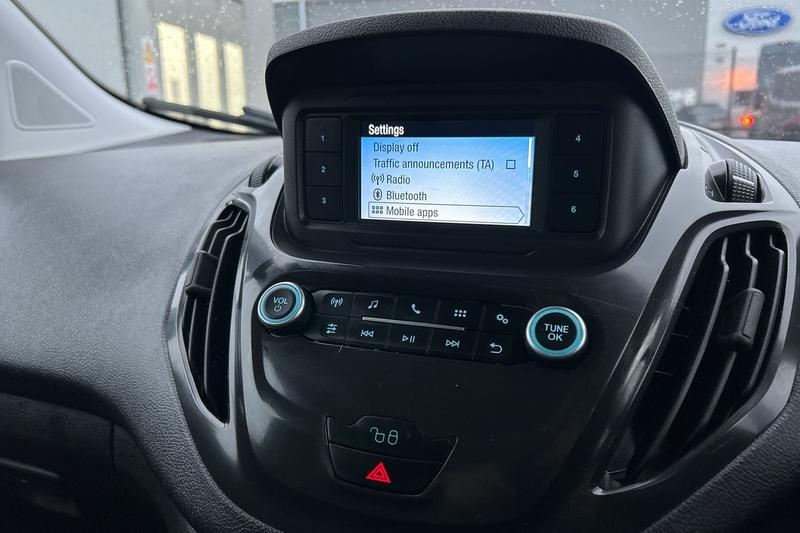 Ford
Settings
Display off
Traffic announcements (TA)
Radio
Bluetooth
Mobile apps
1
2
3
4
5
6
VOL
TUNE
OK